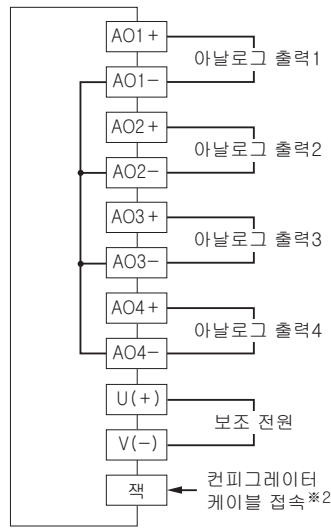 AO1+
아날로그 출력1
AO1-
AO2+
아날로그 출력2
AO2-
AO3+
아날로그 출력3
AO3-
AO4+
아날로그 출력4
AO4-
U(+)
보조 전원
V(-)
잭
컨피그레이터
케이블 접속※2